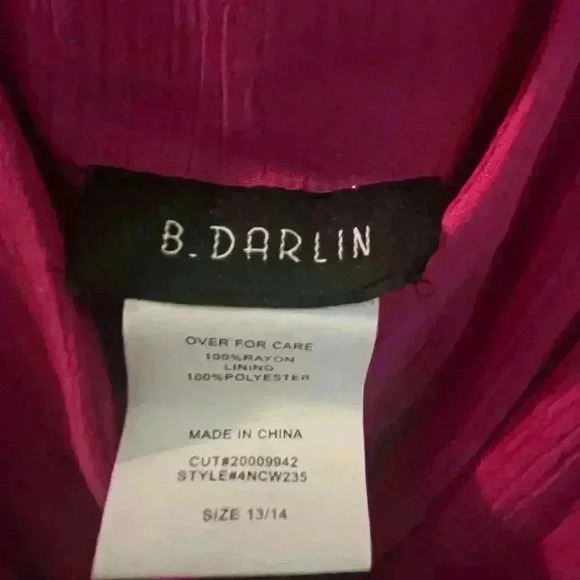 B. DARLIN
OVER FOR CARE
100%RAYON
LINING
100%POLYESTER
MADE IN CHINA
CUT#20009942
STYLE#4NCW235
SIZE 13/14